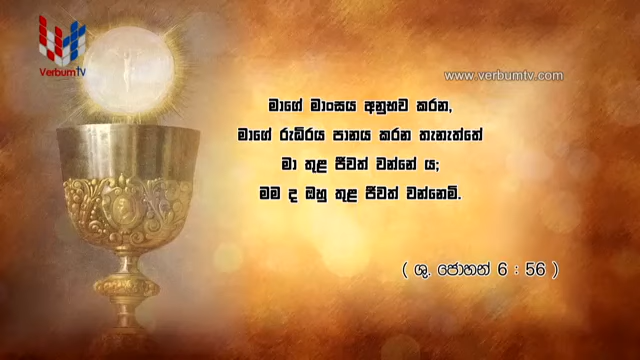 VerbumTV
www.verbumtv.com
මාගේ මාංසය අනුභව කරන,
මාගේ රුඩිරය පානය කරන තැනැත්තේ
මා තුළ ජීවත් වන්නේ ය;
මම ද ඔහු තුළ ජීවත් වන්නෙමි.
( ශු. ජොහන් 6 : 56 )